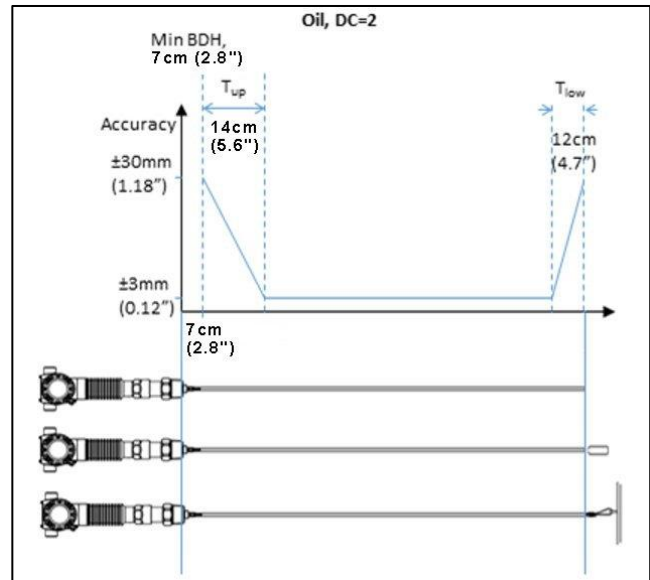 Oil, DC=2
Min BDH,
7cm (2.8")
Tup
Tlow
Accuracy
14cm
(5.6")
12cm
(4.7")
±30mm
(1.18”)
±3mm
(0.12”)
7cm
(2.8")